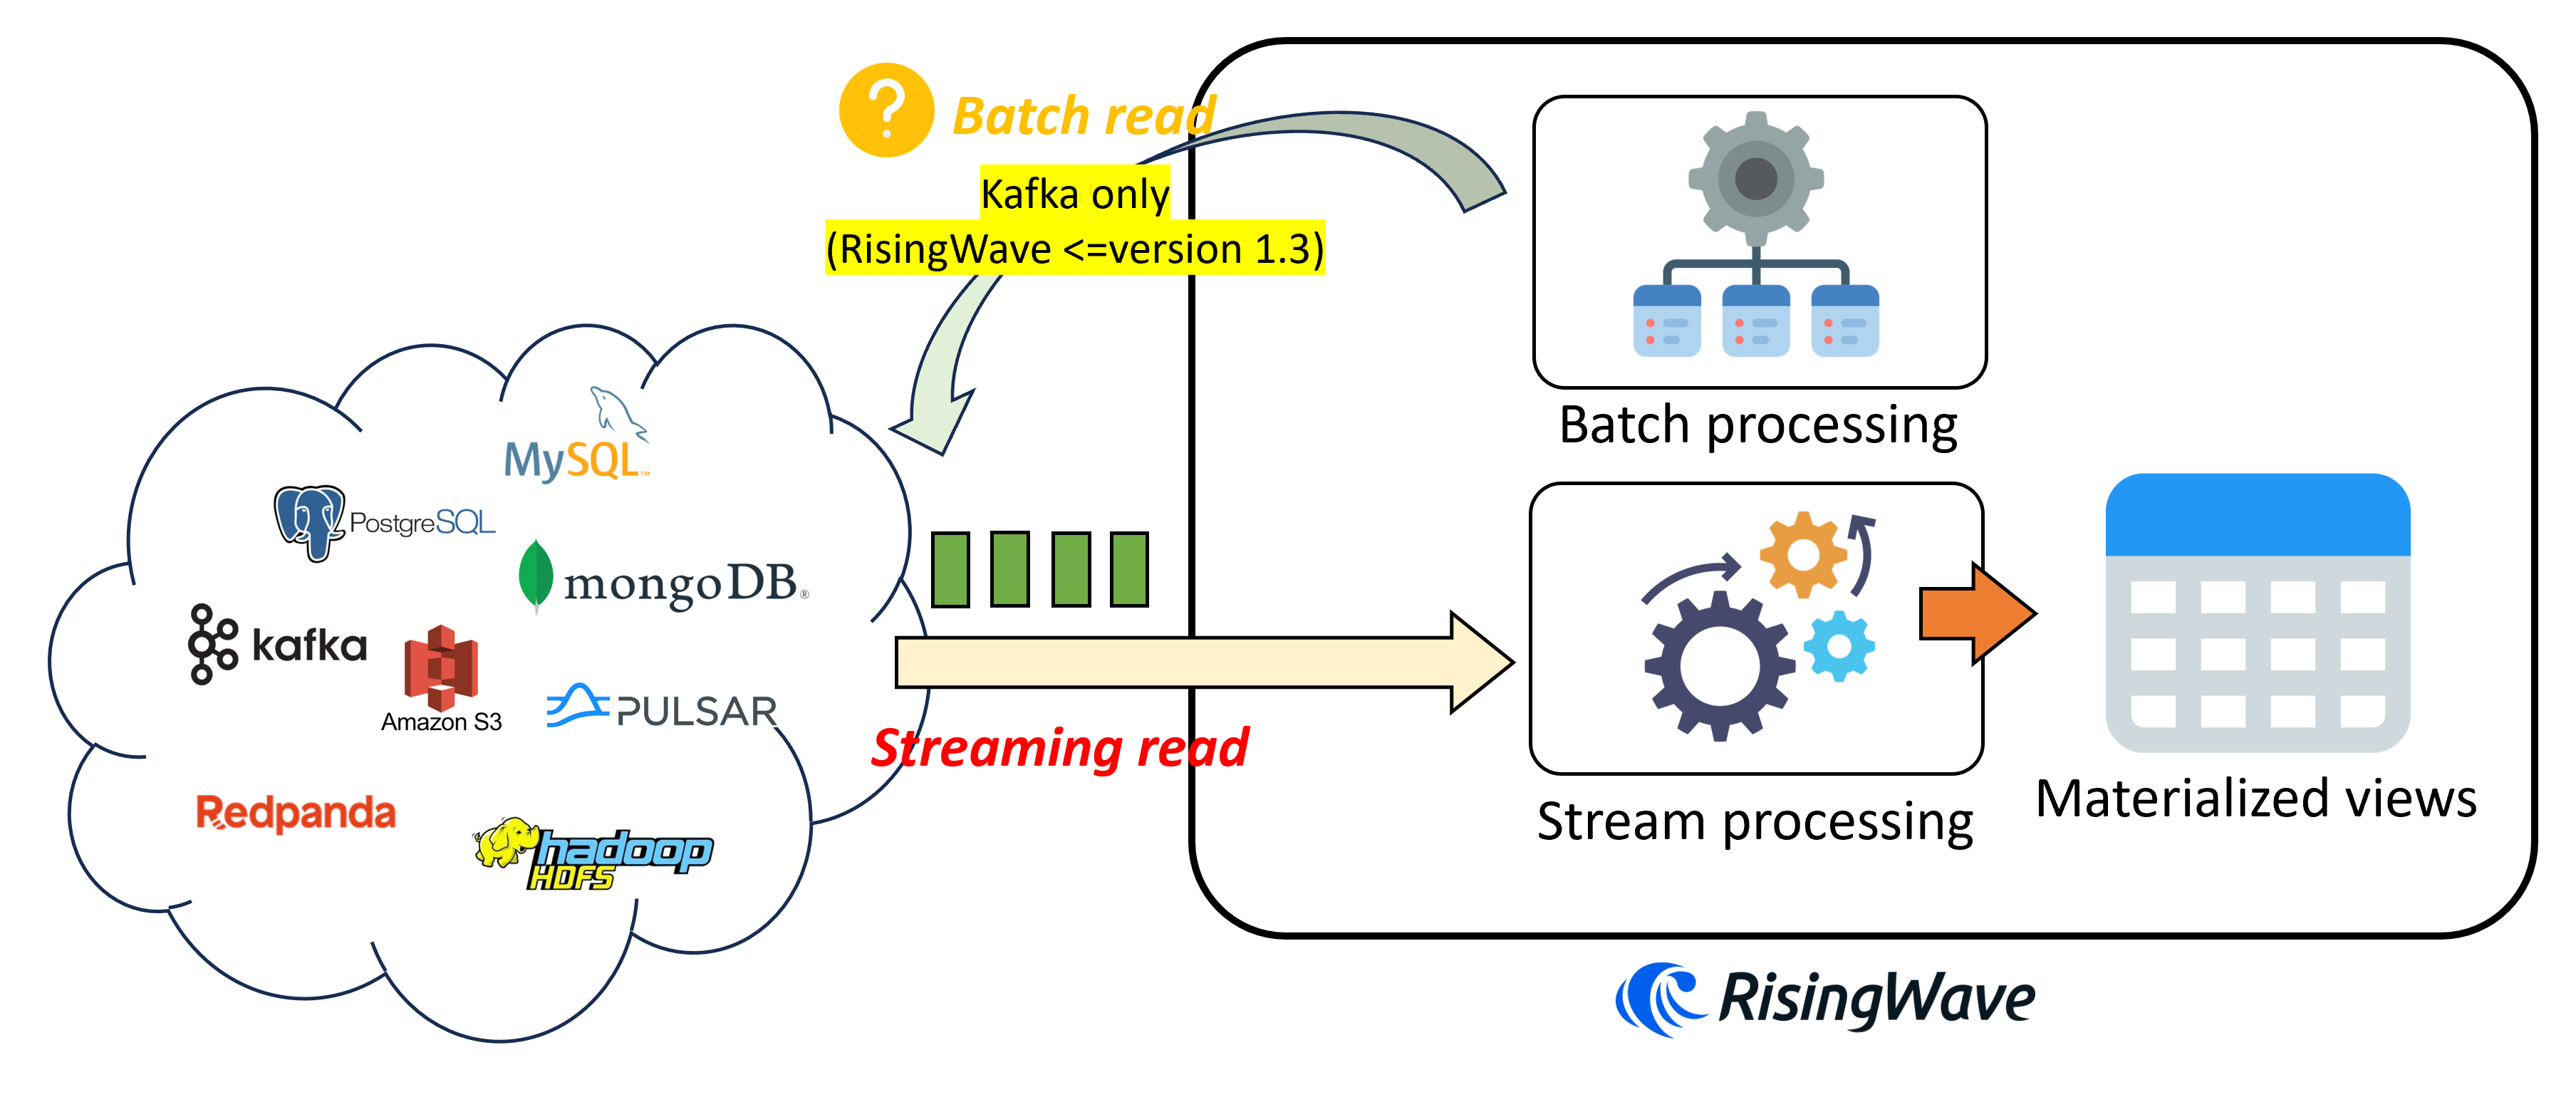 ?
Batch read
Kafka only
(RisingWave <=version 1.3)
Batch processing
MySQL™
PostgreSQL
mongoDB®
kafka
Amazon S3
PULSAR
Redpanda
hadoop
HDFS
Streaming read
Stream processing
Materialized views
RisingWave